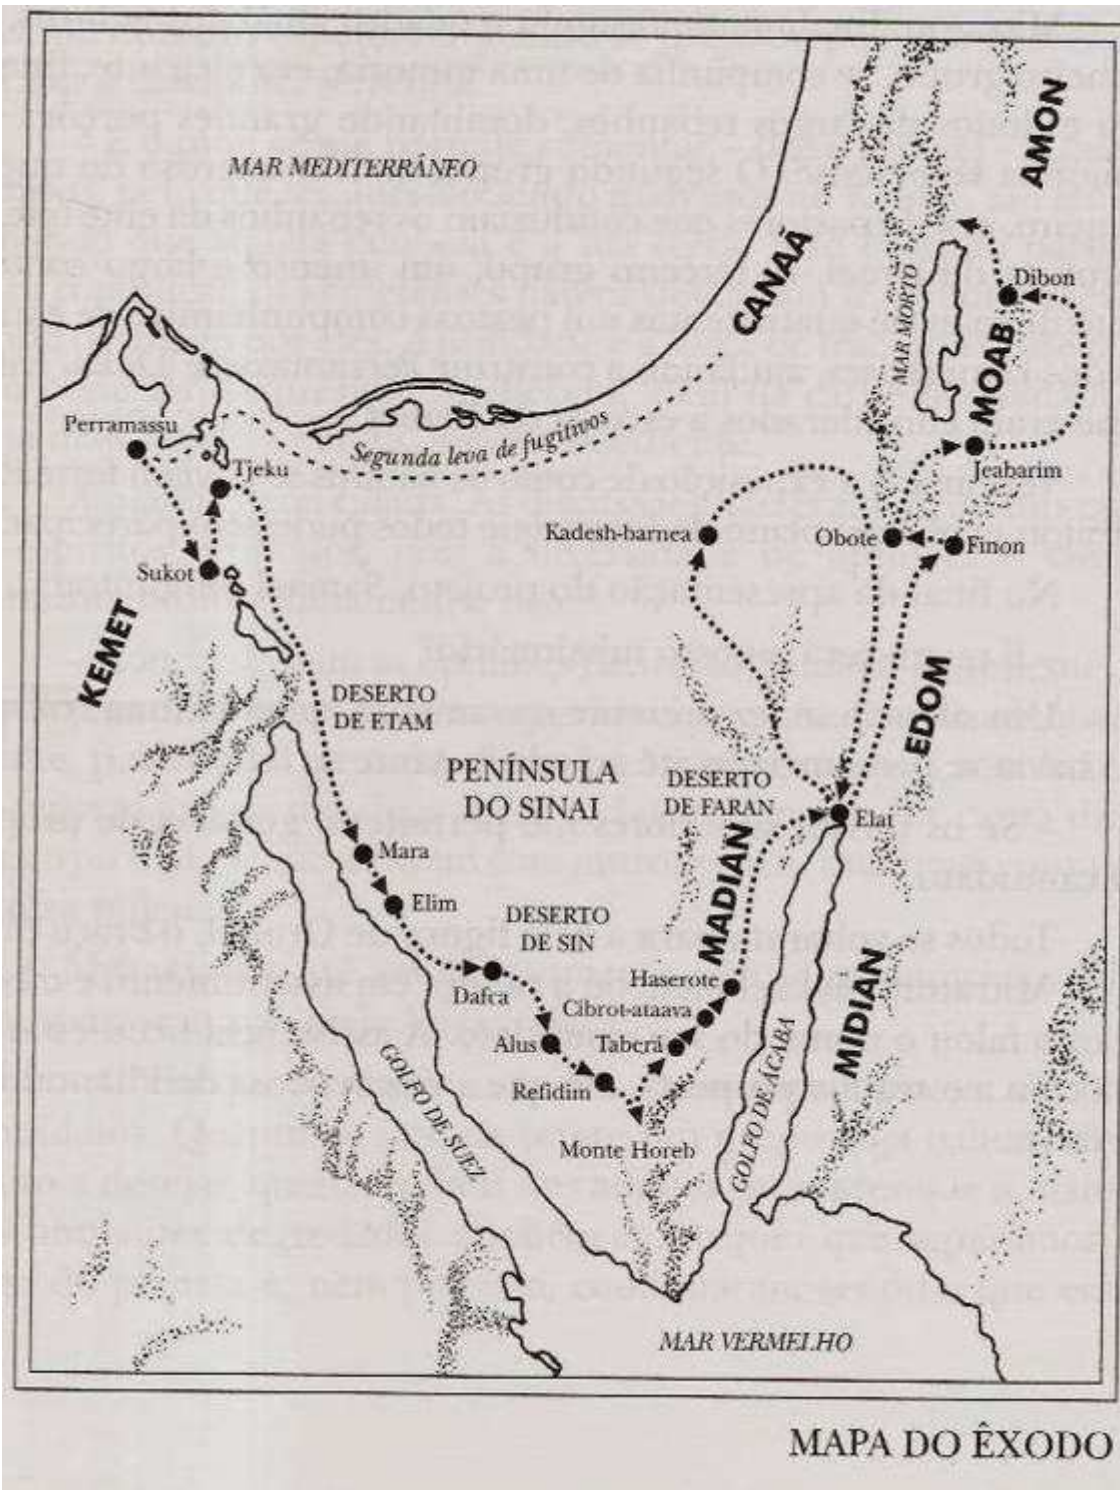 MAR MEDITERRÂNEO
AMON
CANAÃ
MAR MORTO
Dibon
MOAB
Perramassu
Tjeku
Segunda leva de fugitivos
Jeabarim
Sukot
Kadesh-barnea
Obote
Finon
KEMET
DESERTO
DE ETAM
EDOM
PENÍNSULA
DO SINAI
DESERTO
DE FARAN
Elat
Mara
Elim
MADIAN
DESERTO
DE SIN
Dafca
Haserote
Cibrot-ataava
MIDIAN
Alus
Taberá
Refidim
GOLFO DE SUEZ
GOLFO DE ÁCABA
Monte Horeb
MAR VERMELHO
MAPA DO ÊXODO